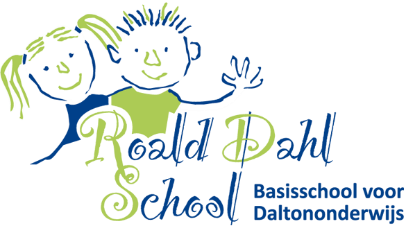 Roald Dahl
School
Basisschool voor
Daltononderwijs